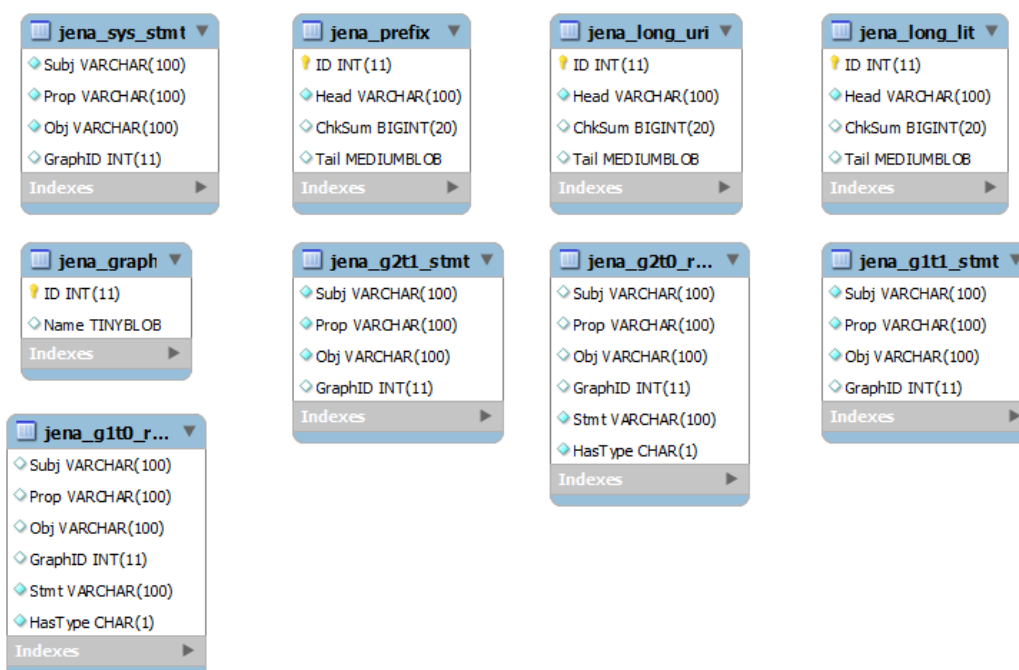 jena_sys_stmt
Subj VARCHAR(100)
Prop VARCHAR(100)
Obj VARCHAR(100)
GraphID INT(11)
Indexes
jena_prefix
ID INT(11)
Head VARCHAR(100)
ChkSum BIGINT(20)
Tail MEDIUMBLOB
Indexes
jena_long_uri
ID INT(11)
Head VARCHAR(100)
ChkSum BIGINT(20)
Tail MEDIUMBLOB
Indexes
jena_long_lit
ID INT(11)
Head VARCHAR(100)
ChkSum BIGINT(20)
Tail MEDIUMBLOB
Indexes
jena_graph
ID INT(11)
Name TINYBLOB
Indexes
jena_g2t1_stmt
Subj VARCHAR(100)
Prop VARCHAR(100)
Obj VARCHAR(100)
GraphID INT(11)
Indexes
jena_g2t0_r...
Subj VARCHAR(100)
Prop VARCHAR(100)
Obj VARCHAR(100)
GraphID INT(11)
Stmt VARCHAR(100)
HasType CHAR(1)
Indexes
jena_g1t1_stmt
Subj VARCHAR(100)
Prop VARCHAR(100)
Obj VARCHAR(100)
GraphID INT(11)
Indexes
jena_g1t0_r...
Subj VARCHAR(100)
Prop VARCHAR(100)
Obj VARCHAR(100)
GraphID INT(11)
Stmt VARCHAR(100)
HasType CHAR(1)
Indexes